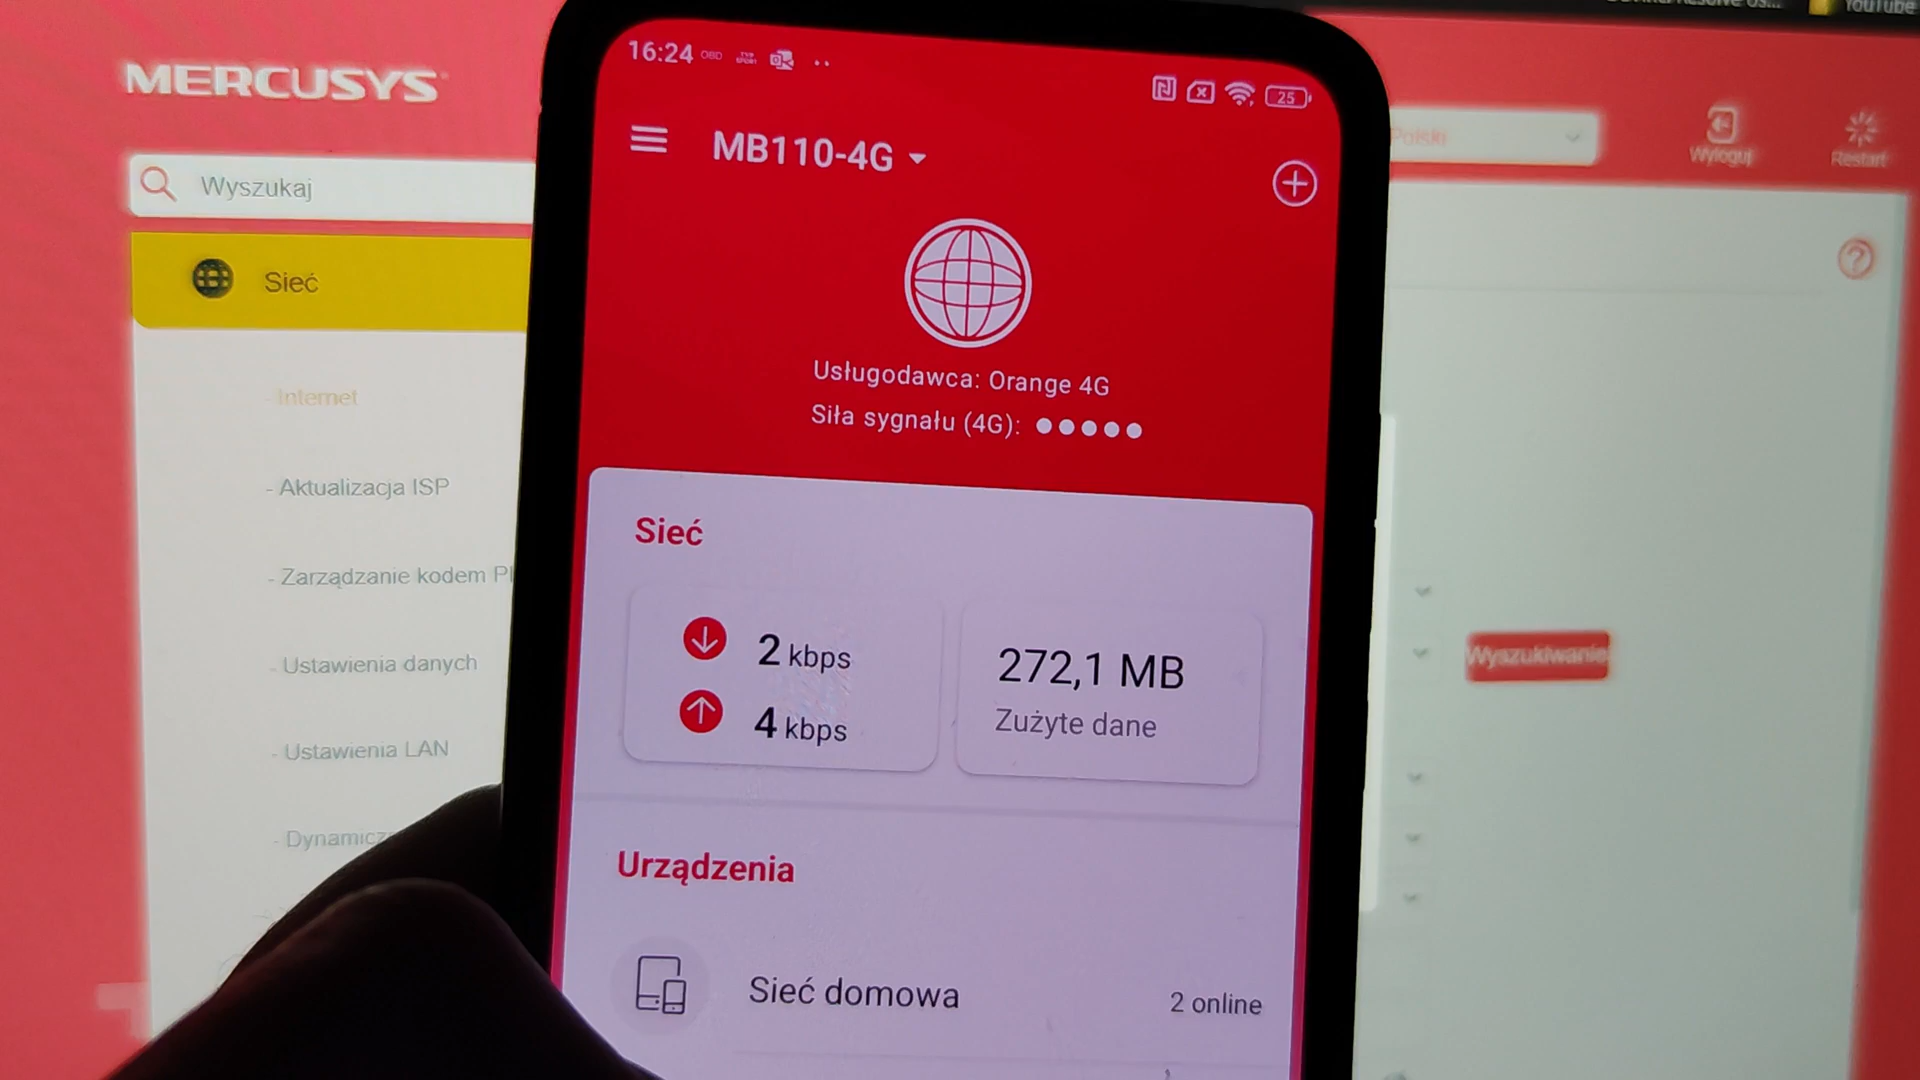 YouTube
MERCUSYS
Wyszukaj
Polski
Wyloguj
Restart
Sieć
- Internet
- Aktualizacja ISP
- Zarządzanie kodem
- Ustawienia danych
- Ustawienia LAN
Wyszukiwanie
16:24
25
MB110-4G
Usługodawca: Orange 4G
Siła sygnału (4G):
Sieć
2 kbps
4 kbps
272,1 MB
Zużyte dane
Urządzenia
Sieć domowa
2 online